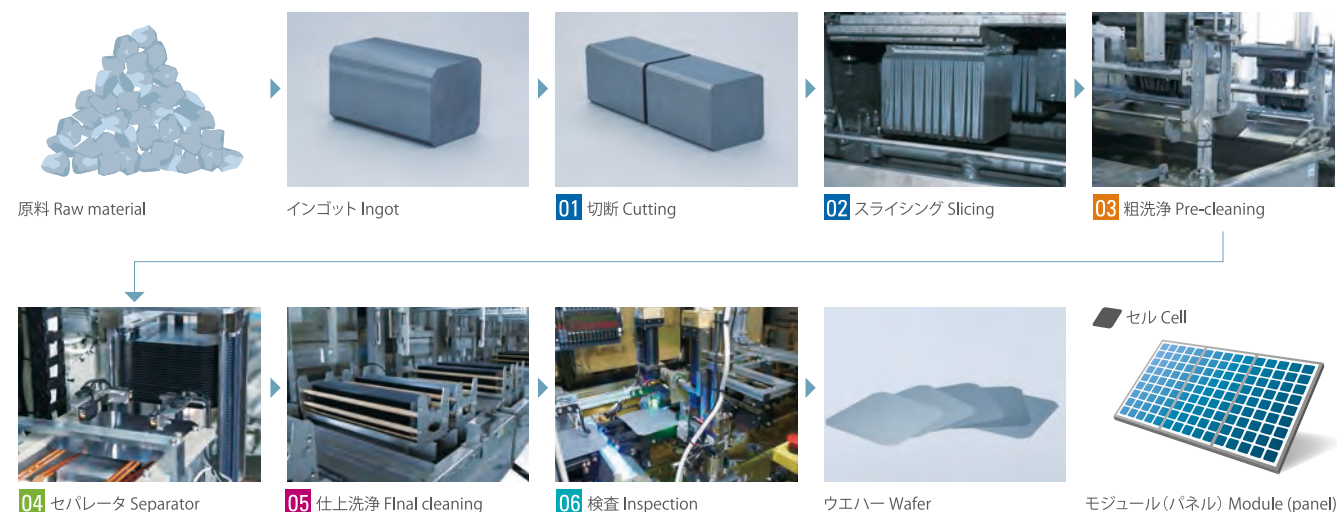 原料 Raw material
インゴット Ingot
01 切断 Cutting
02 スライシング Slicing
03 粗洗浄 Pre-cleaning
セル Cell
04 セパレータ Separator
05 仕上洗浄 FInal cleaning
06 検査 Inspection
ウエハー Wafer
モジュール（パネル） Module (panel)